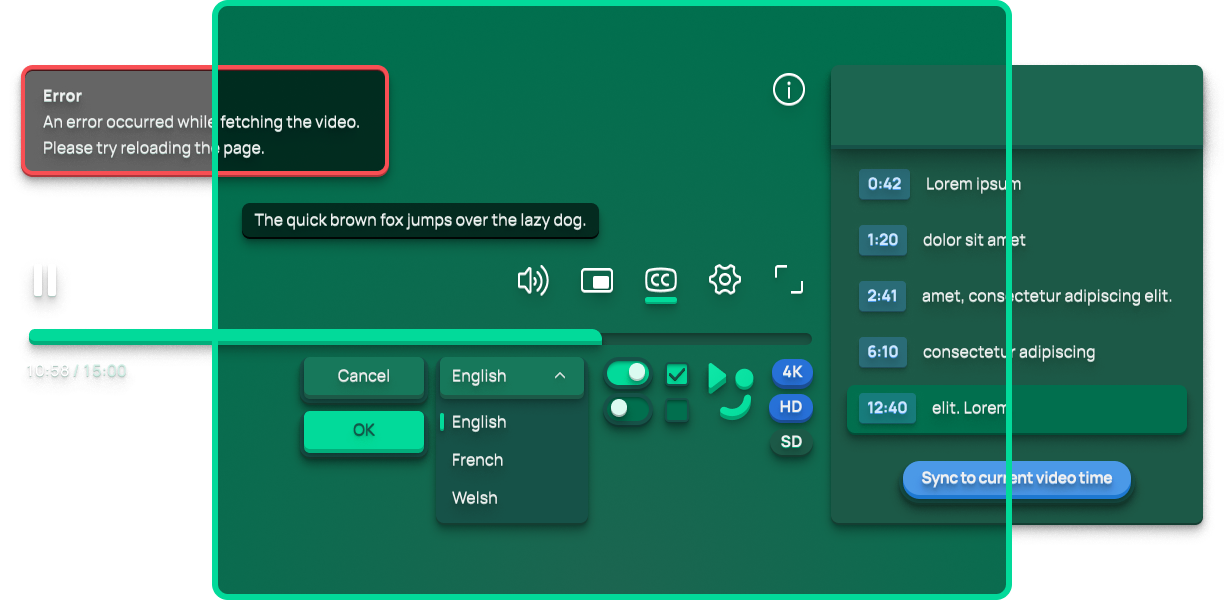 Error
An error occurred while fetching the video.
Please try reloading the page.
The quick brown fox jumps over the lazy dog.
CC
10:58 / 15:00
Cancel
OK
English
English
French
Welsh
4K
HD
SD
0:42 Lorem ipsum
1:20 dolor sit amet
2:41 amet, consectetur adipiscing elit.
6:10 consectetur adipiscing
12:40 elit. Lorem
Sync to current video time